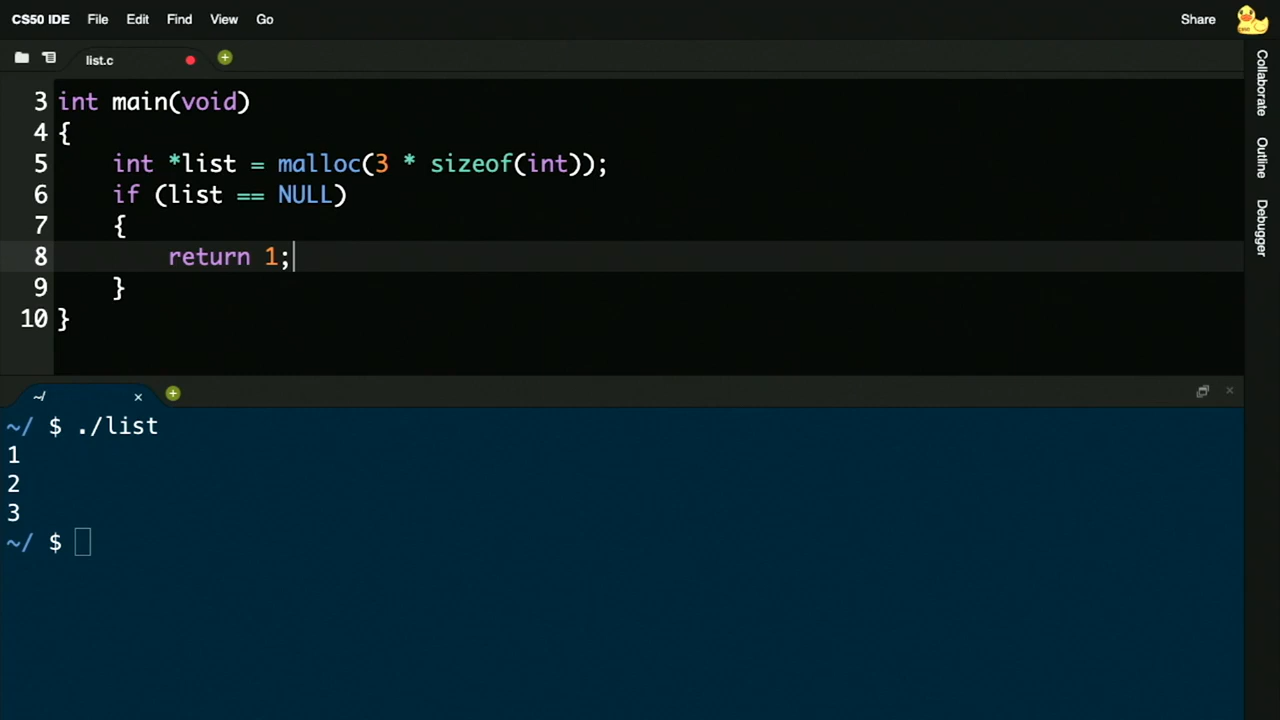 CS50 IDE File Edit Find View Go Share
list.c
3 int main(void)
4 {
5     int *list = malloc(3 * sizeof(int));
6     if (list == NULL)
7     {
8         return 1;
9     }
10 }
~/
~/ $ ./list
1
2
3
~/ $
Collaborate
Outline
Debugger